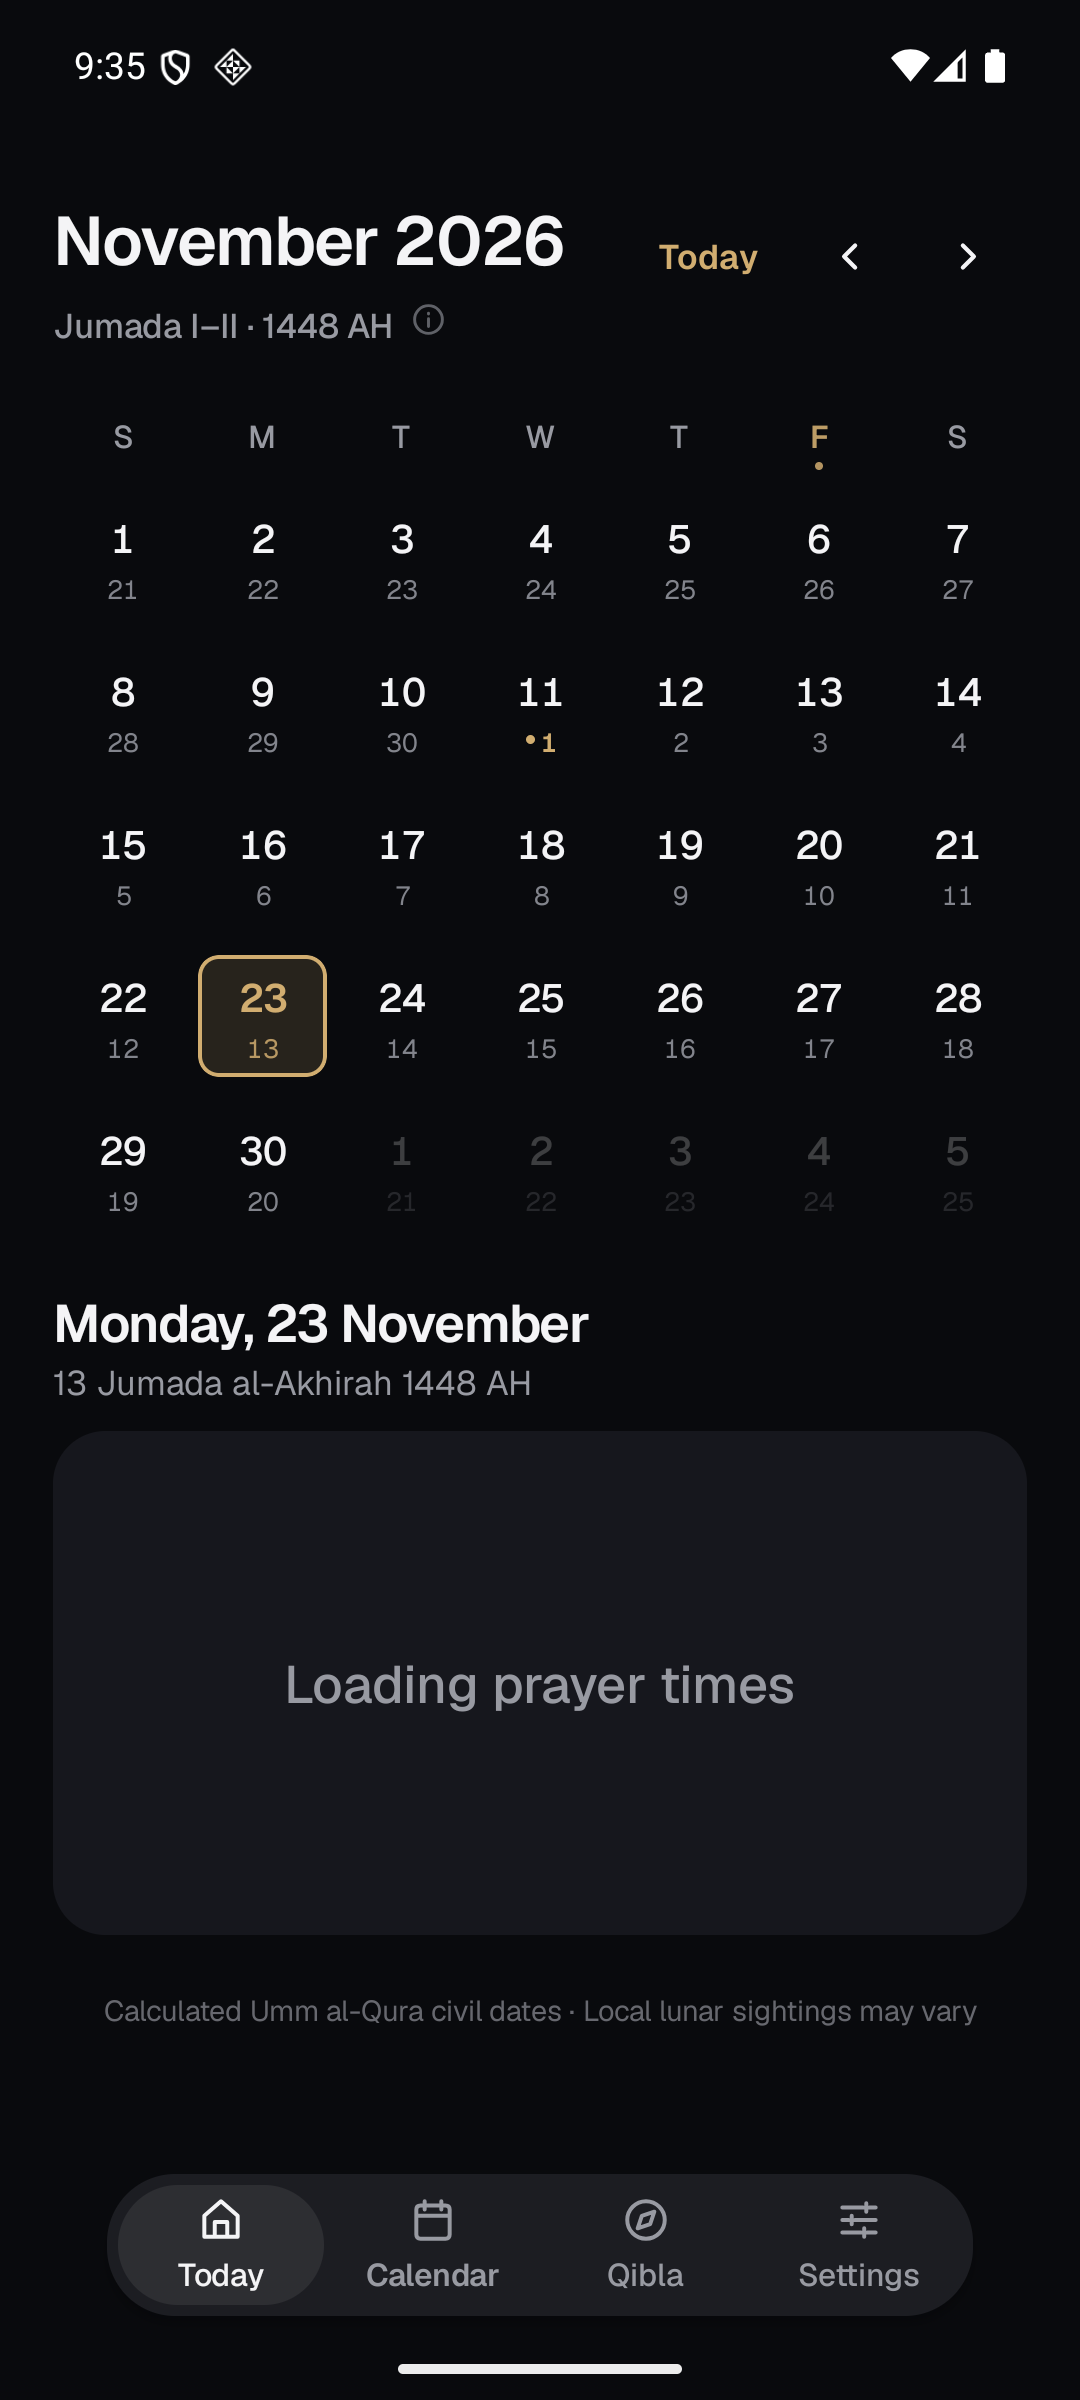 9:35
November 2026
Today
Jumada I–II · 1448 AH
S M T W T F S
1 2 3 4 5 6 7
21 22 23 24 25 26 27
8 9 10 11 12 13 14
28 29 30 •1 2 3 4
15 16 17 18 19 20 21
5 6 7 8 9 10 11
22 23 24 25 26 27 28
12 13 14 15 16 17 18
29 30 1 2 3 4 5
19 20 21 22 23 24 25
Monday, 23 November
13 Jumada al-Akhirah 1448 AH
Loading prayer times
Calculated Umm al-Qura civil dates · Local lunar sightings may vary
Today Calendar Qibla Settings